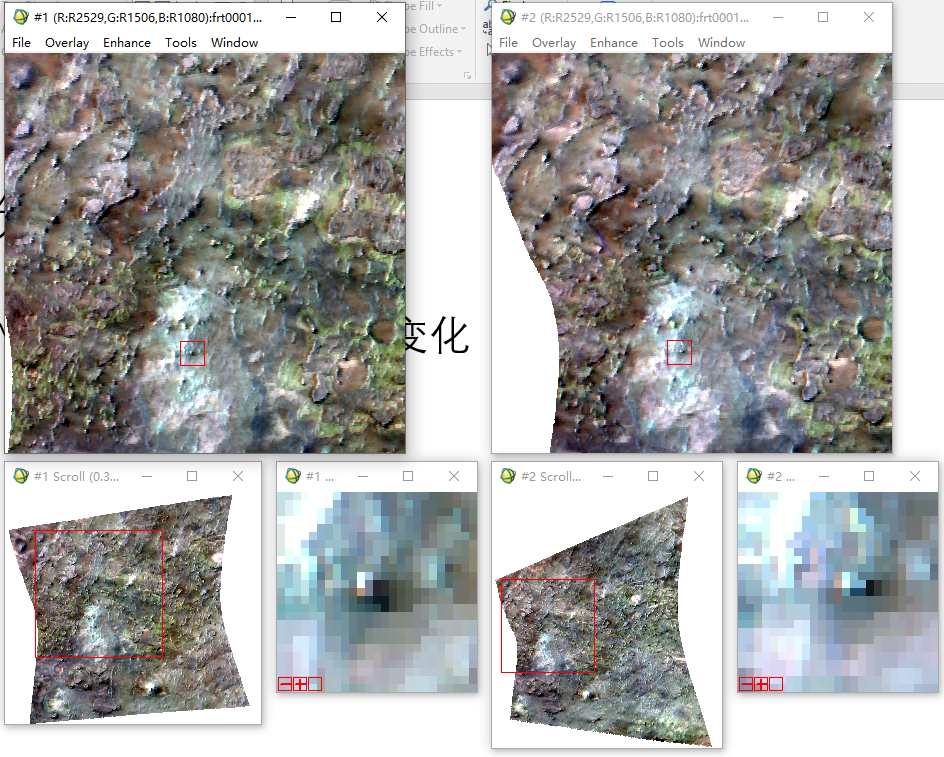 #1 (R:R2529,G:R1506,B:R1080):frt0001...
File Overlay Enhance Tools Window
#2 (R:R2529,G:R1506,B:R1080):frt0001...
File Overlay Enhance Tools Window
pe Fill
pe Outline
pe Effects
变化
#1 Scroll (0.3...
#1 ...
#2 Scroll...
#2 ...